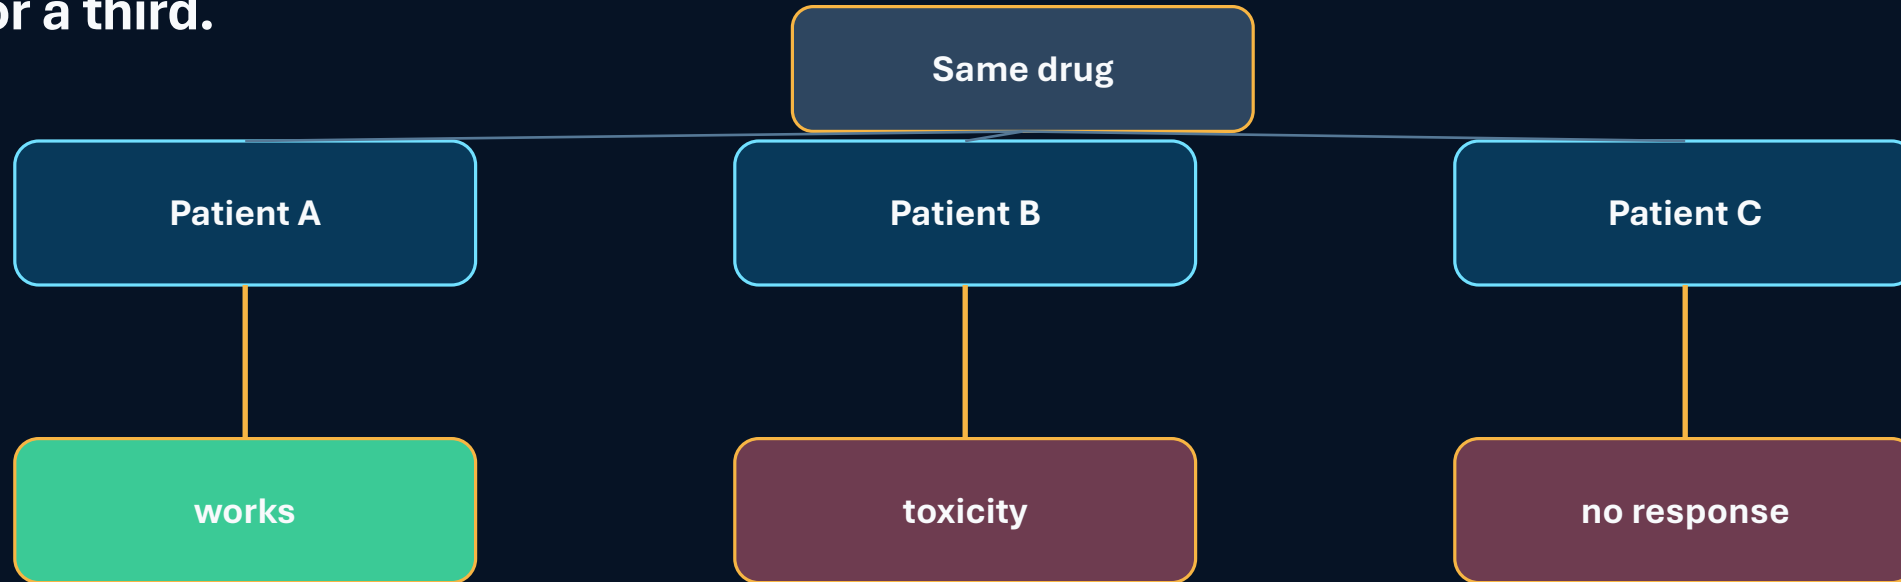 or a third.
Same drug
Patient A
Patient B
Patient C
works
toxicity
no response